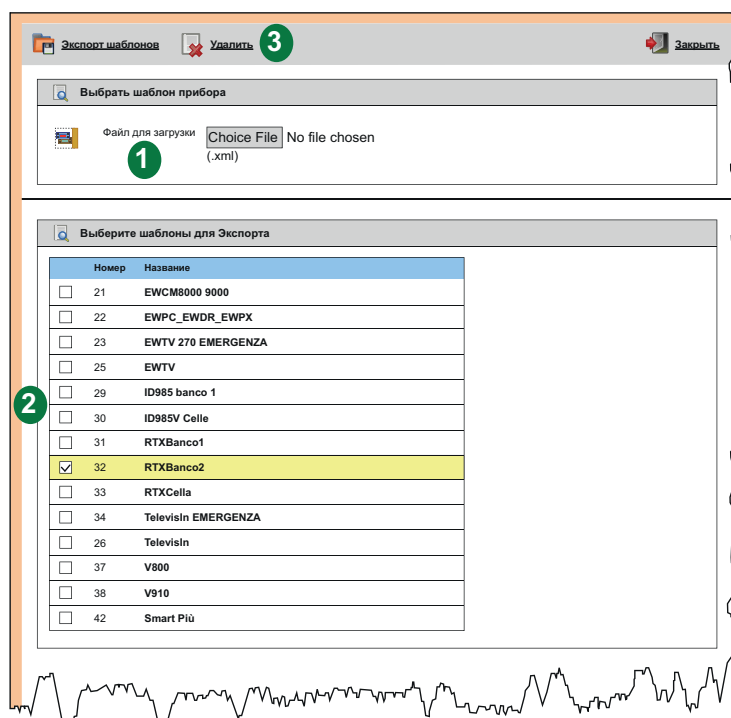 Экспорт шаблонов Удалить 3 Закрыть
Выбрать шаблон прибора
Файл для загрузки Choice File No file chosen
1 (.xml)
Выберите шаблоны для Экспорта
Номер Название
21 EWCM8000 9000
22 EWPC_EWDR_EWPX
23 EWTV 270 EMERGENZA
25 EWTV
29 ID985 banco 1
2
30 ID985V Celle
31 RTXBanco1
32 RTXBanco2
33 RTXCella
34 TelevisIn EMERGENZA
26 TelevisIn
37 V800
38 V910
42 Smart Più